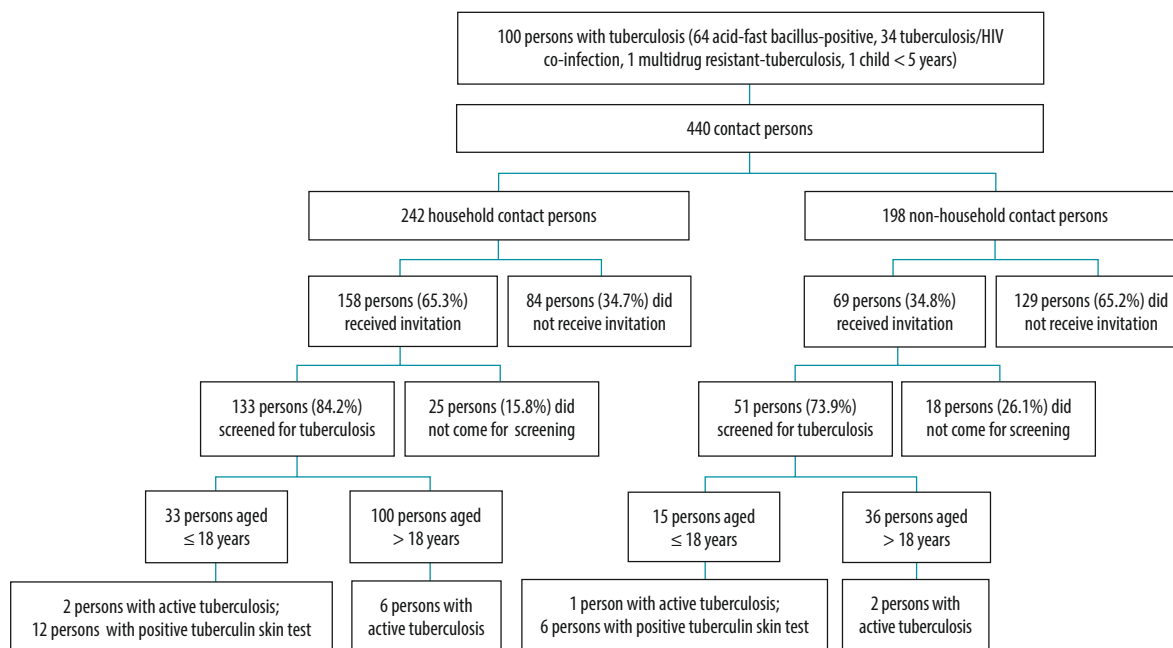 100 persons with tuberculosis (64 acid-fast bacillus-positive, 34 tuberculosis/HIV
co-infection, 1 multidrug resistant-tuberculosis, 1 child < 5 years)
440 contact persons
242 household contact persons
198 non-household contact persons
158 persons (65.3%)
received invitation
84 persons (34.7%) did
not receive invitation
69 persons (34.8%)
received invitation
129 persons (65.2%) did
not receive invitation
133 persons (84.2%)
screened for tuberculosis
25 persons (15.8%) did
not come for screening
51 persons (73.9%)
screened for tuberculosis
18 persons (26.1%) did
not come for screening
33 persons aged
≤ 18 years
100 persons aged
> 18 years
15 persons aged
≤ 18 years
36 persons aged
> 18 years
2 persons with active tuberculosis;
12 persons with positive tuberculin skin test
6 persons with
active tuberculosis
1 person with active tuberculosis;
6 persons with positive tuberculin skin test
2 persons with
active tuberculosis